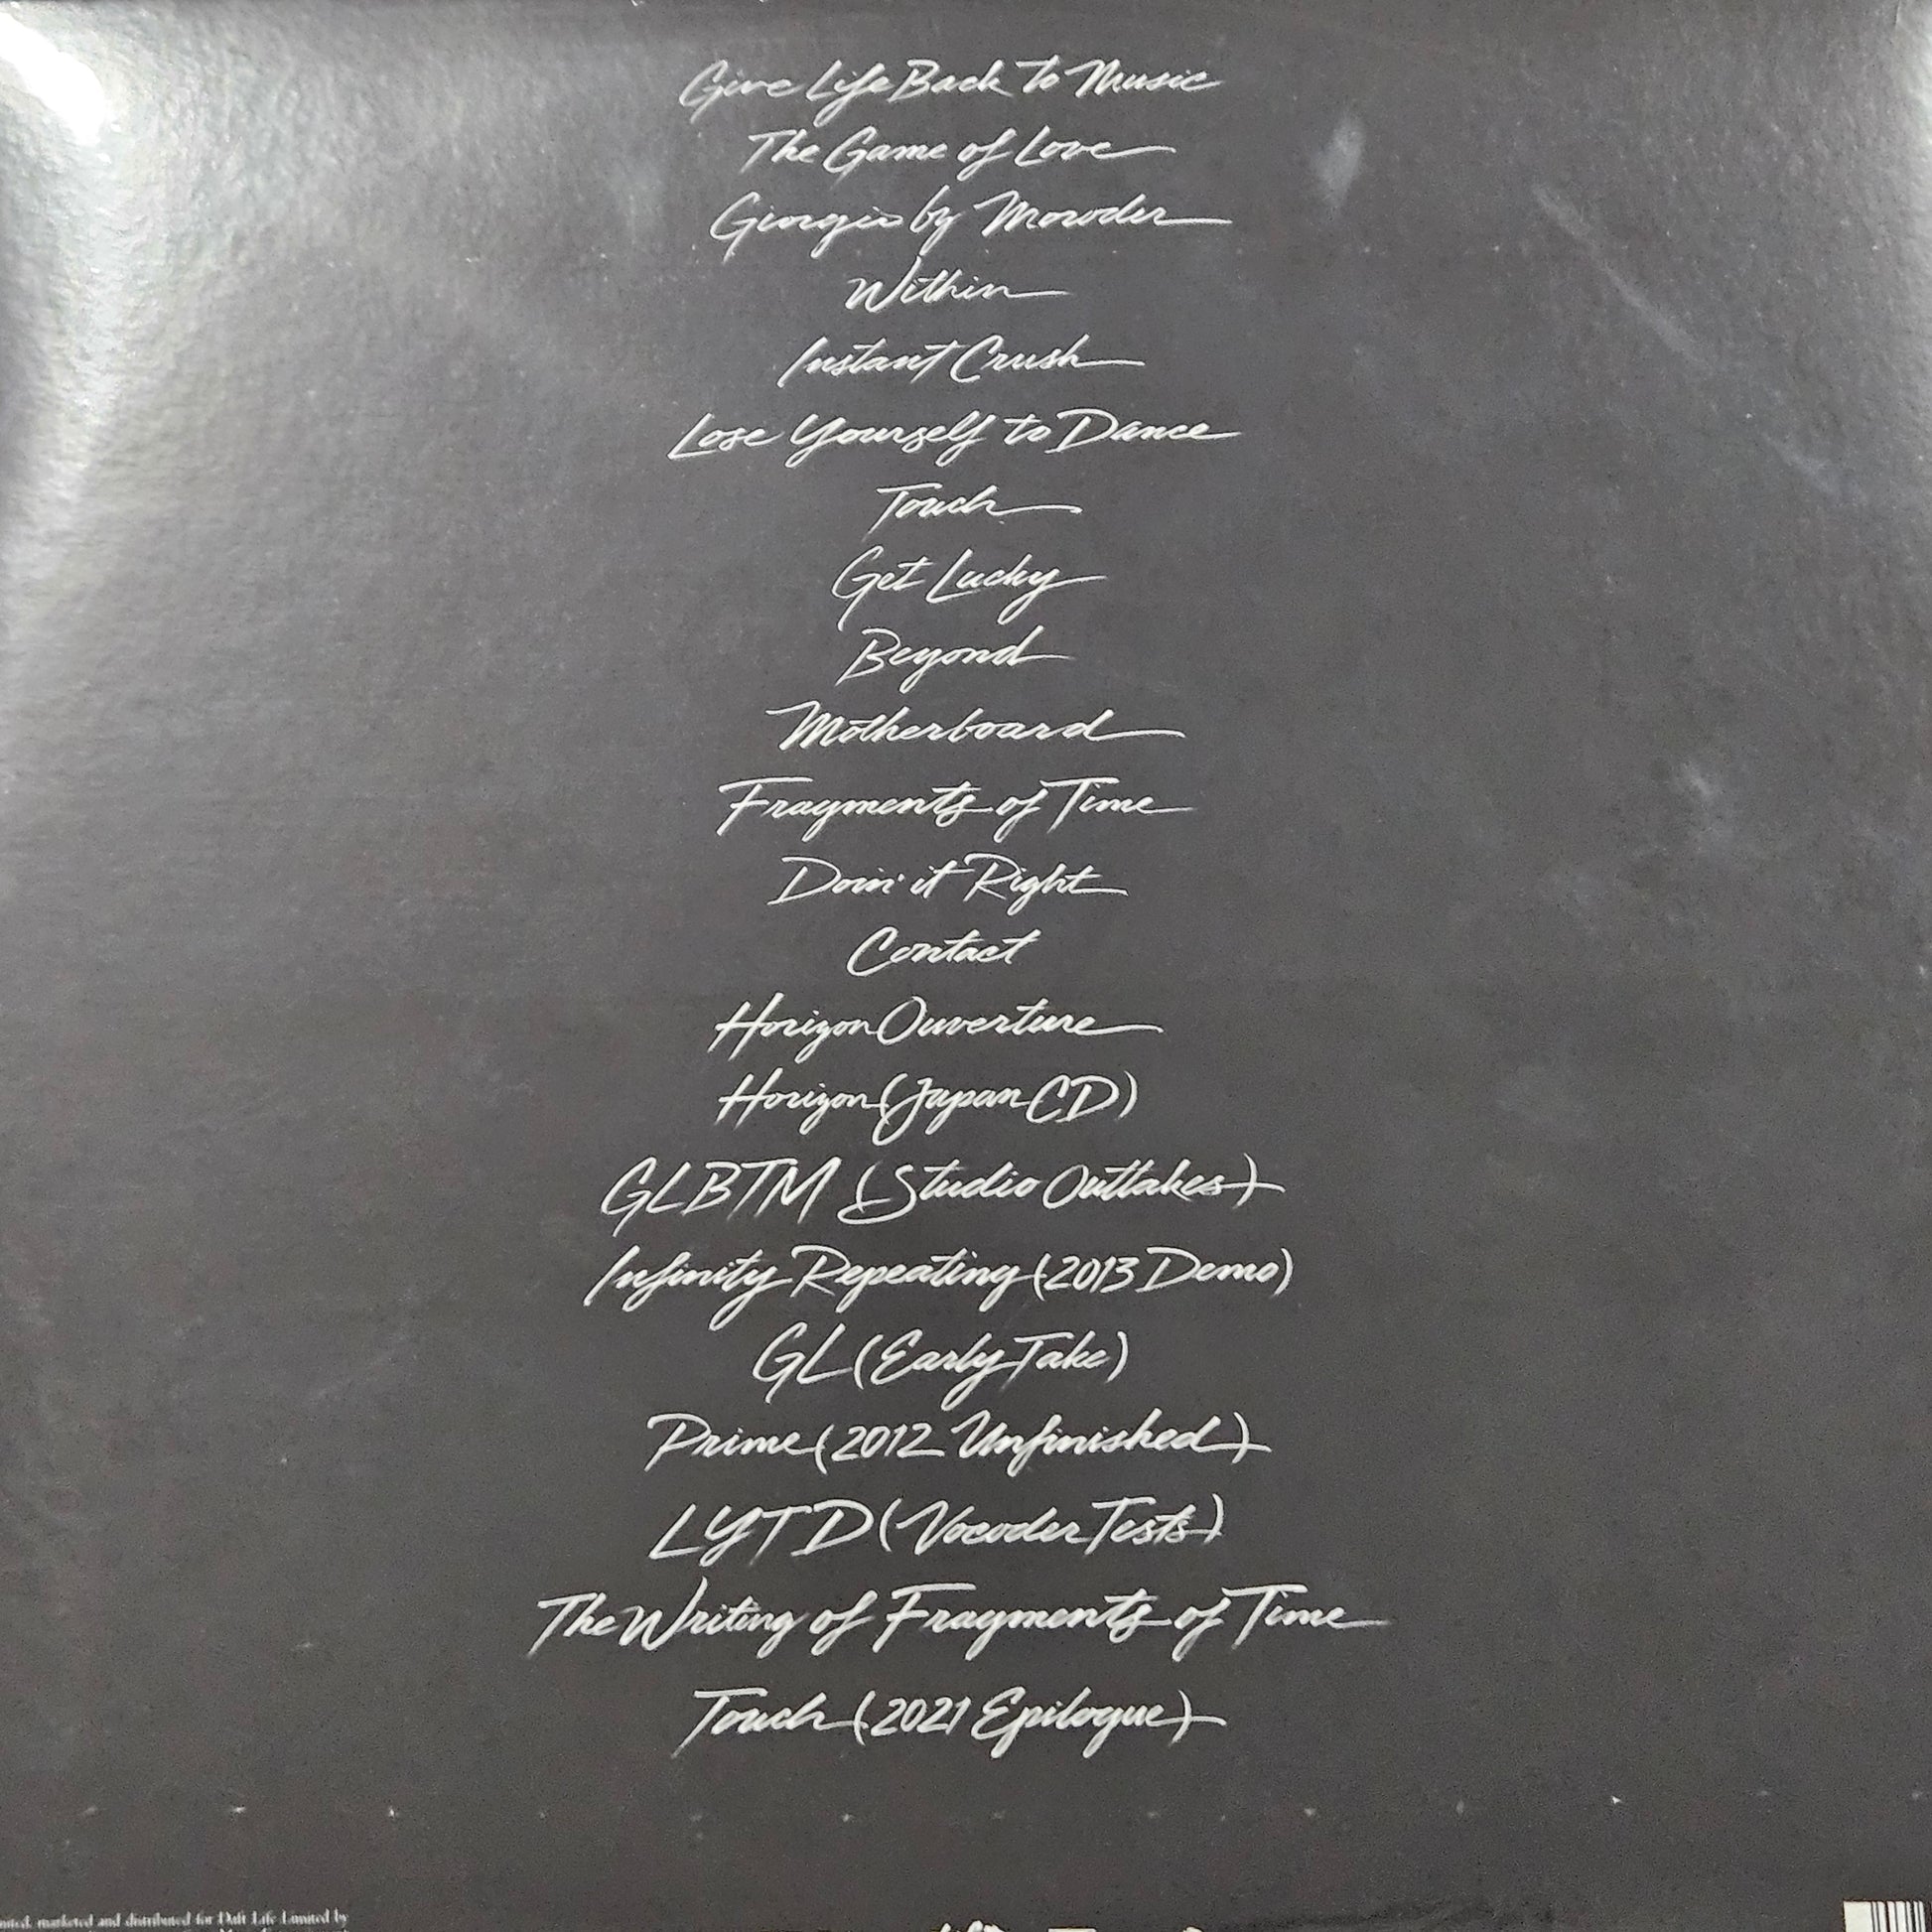 Give Life Back to Music
The Game of Love
Giorgio by Moroder
Within
Instant Crush
Lose Yourself to Dance
Touch
Get Lucky
Beyond
Motherboard
Fragments of Time
Doin' it Right
Contact
Horizon Ouverture
Horizon (Japan CD)
GLBTM (Studio Outtakes)
Infinity Repeating (2013 Demo)
GL (Early Take)
Prime (2012 Unfinished)
LYTD (Vocoder Tests)
The Writing of Fragments of Time
Touch (2021 Epilogue)
marketed and distributed for Daft Life Limited by